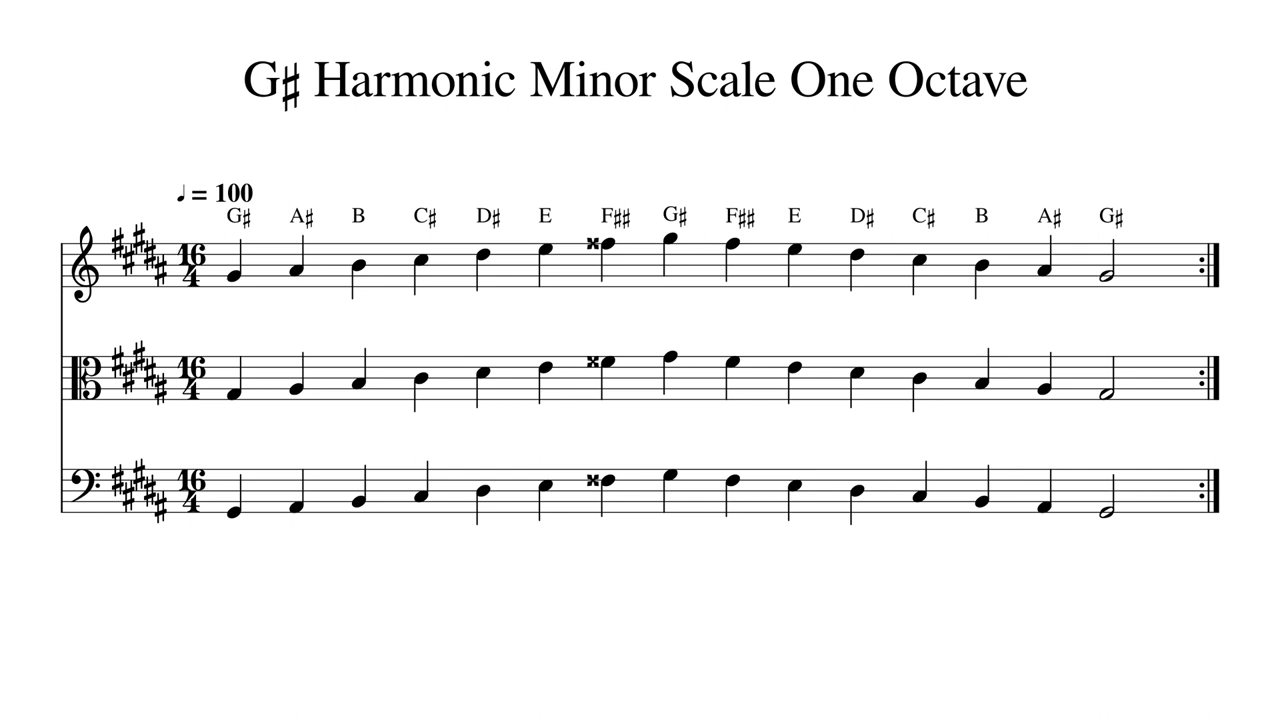 G♯ Harmonic Minor Scale One Octave
♩ = 100
G♯ A♯ B C♯ D♯ E F♯♯ G♯ F♯♯ E D♯ C♯ B A♯ G♯
16
4
16
4
16
4